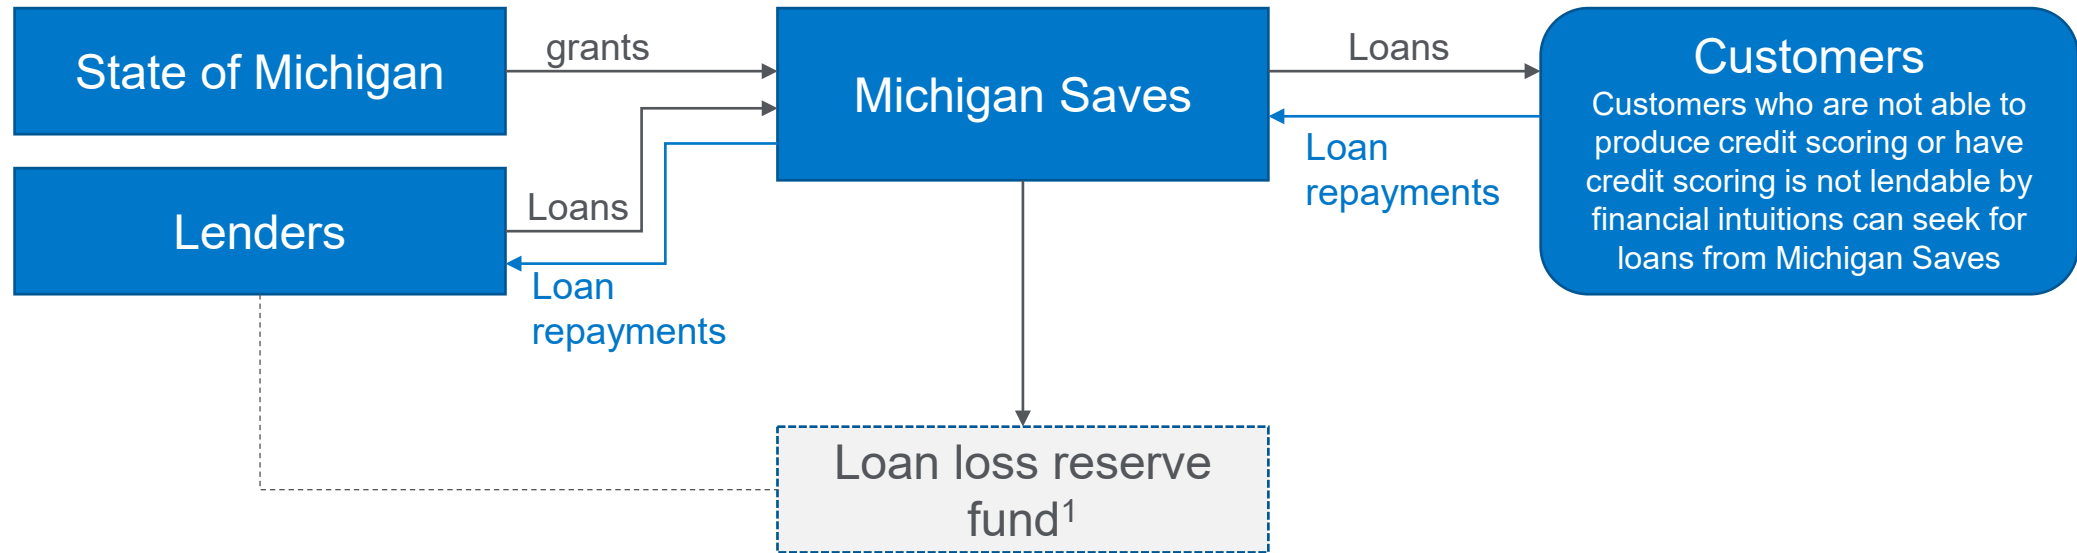 State of Michigan
grants
Michigan Saves
Loans
Customers
Customers who are not able to
produce credit scoring or have
credit scoring is not lendable by
financial intuitions can seek for
loans from Michigan Saves
Loan
repayments
Lenders
Loans
Loan
repayments
Loan loss reserve
fund¹